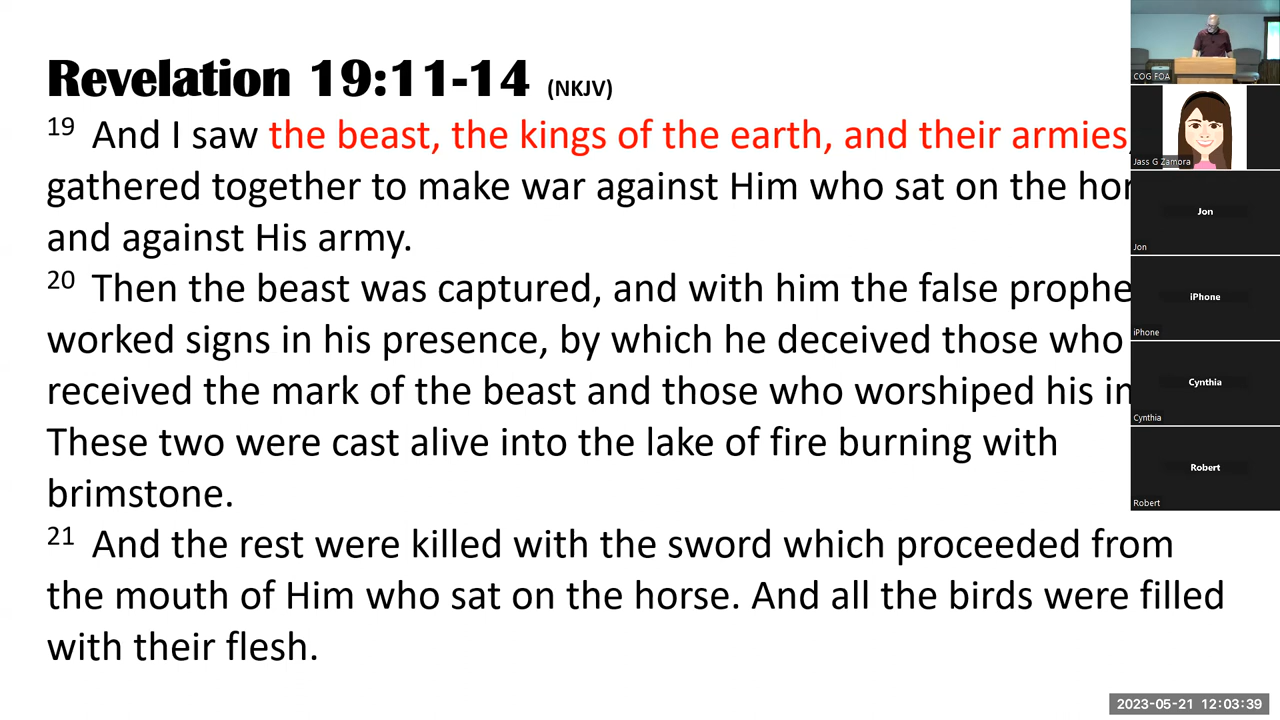 Revelation 19:11-14 (NKJV)
19 And I saw the beast, the kings of the earth, and their armies,
gathered together to make war against Him who sat on the
and against His army.
20 Then the beast was captured, and with him the false
worked signs in his presence, by which he deceived those who
received the mark of the beast and those who worshiped his
These two were cast alive into the lake of fire burning with
brimstone.
21 And the rest were killed with the sword which proceeded from
the mouth of Him who sat on the horse. And all the birds were filled
with their flesh.
COG FOA
Jass G Zamora
Jon
Jon
iPhone
iPhone
Cynthia
Cynthia
Robert
Robert
2023-05-21 12:03:39